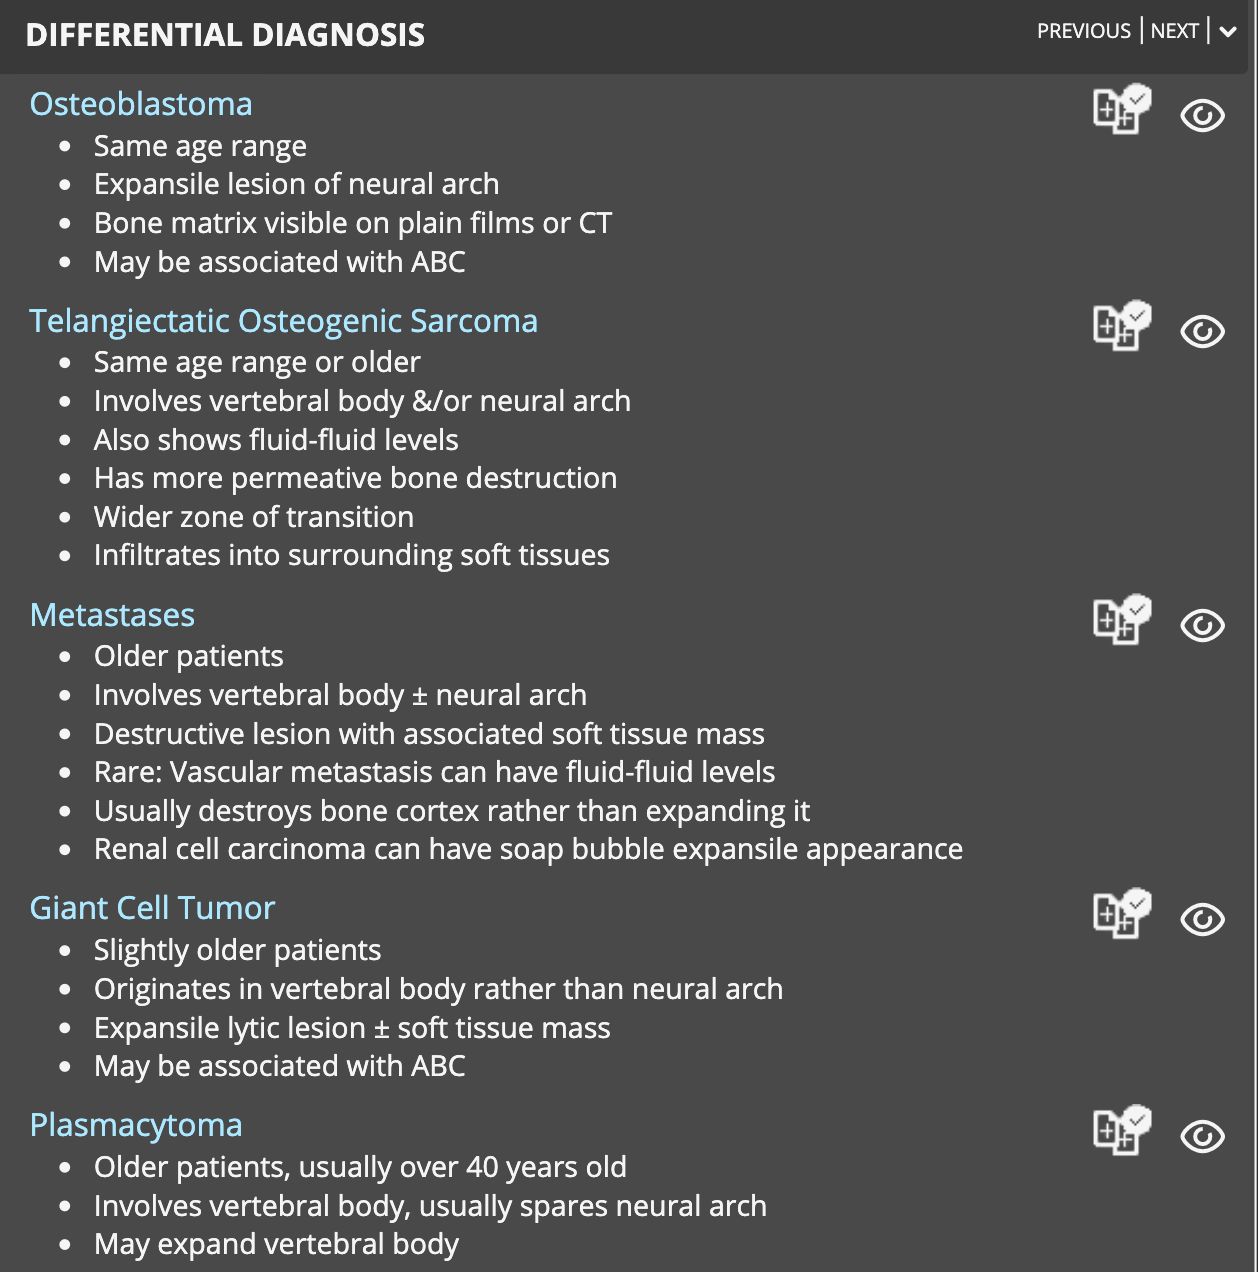 DIFFERENTIAL DIAGNOSIS
PREVIOUS | NEXT |
Osteoblastoma
• Same age range
• Expansile lesion of neural arch
• Bone matrix visible on plain films or CT
• May be associated with ABC
Telangiectatic Osteogenic Sarcoma
• Same age range or older
• Involves vertebral body &/or neural arch
• Also shows fluid-fluid levels
• Has more permeative bone destruction
• Wider zone of transition
• Infiltrates into surrounding soft tissues
Metastases
• Older patients
• Involves vertebral body ± neural arch
• Destructive lesion with associated soft tissue mass
• Rare: Vascular metastasis can have fluid-fluid levels
• Usually destroys bone cortex rather than expanding it
• Renal cell carcinoma can have soap bubble expansile appearance
Giant Cell Tumor
• Slightly older patients
• Originates in vertebral body rather than neural arch
• Expansile lytic lesion ± soft tissue mass
• May be associated with ABC
Plasmacytoma
• Older patients, usually over 40 years old
• Involves vertebral body, usually spares neural arch
• May expand vertebral body